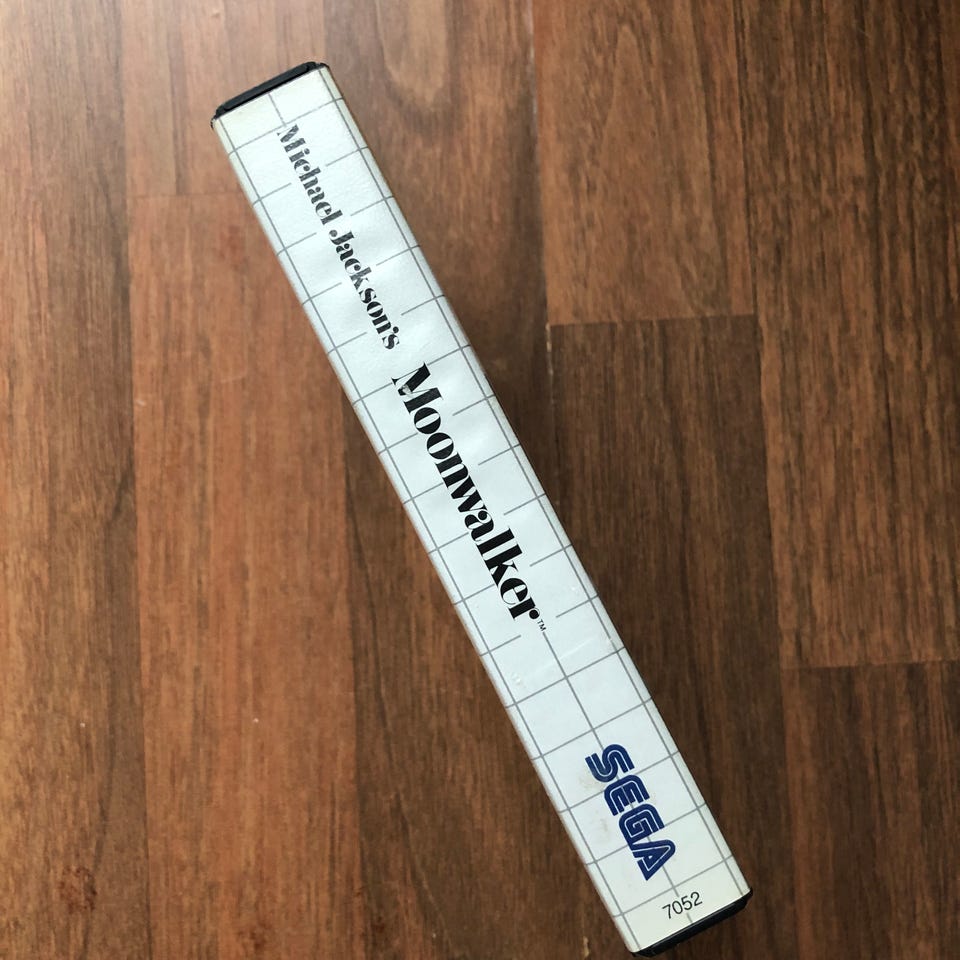 Michael Jackson's
Moonwalker™
SEGA
7052